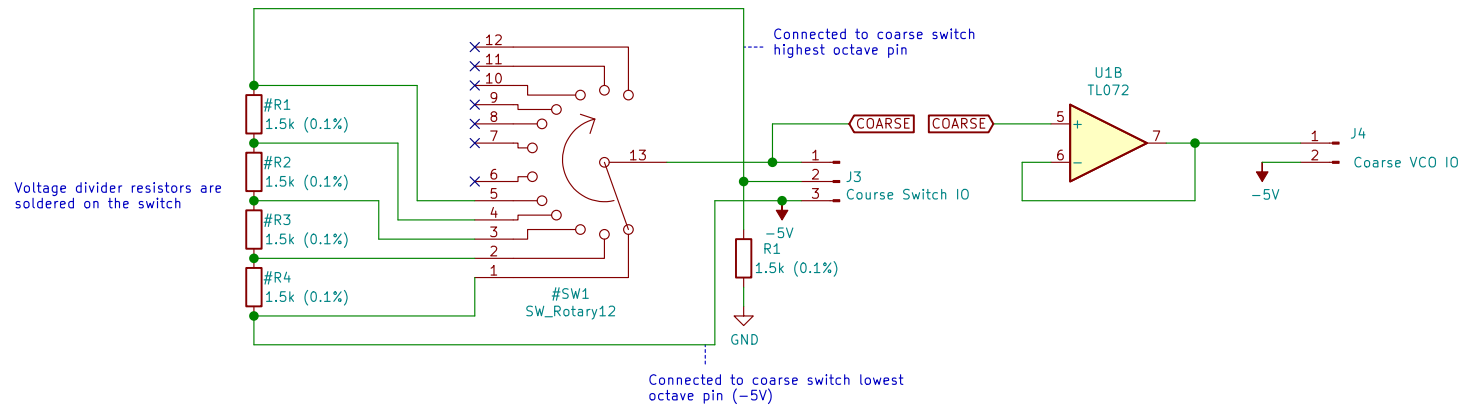 Connected to coarse switch
highest octave pin
12
11
10
9
8
7
6
5
4
3
2
1
13
#R1
1.5k (0.1%)
#R2
1.5k (0.1%)
#R3
1.5k (0.1%)
#R4
1.5k (0.1%)
Voltage divider resistors are
soldered on the switch
#SW1
SW_Rotary12
COARSE
COARSE
1
2
3
J3
Course Switch IO
-5V
R1
1.5k (0.1%)
GND
Connected to coarse switch lowest
octave pin (-5V)
U1B
TL072
5
+
6
-
7
1
2
J4
Coarse VCO IO
-5V